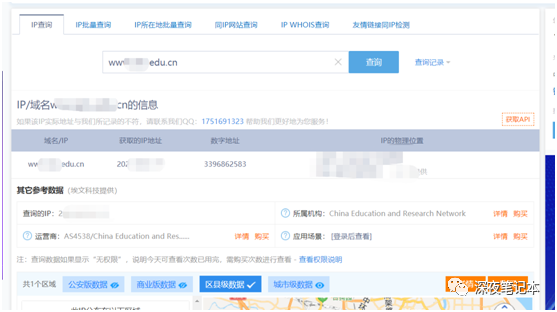 IP查询 IP批量查询 IP所在地批量查询 同IP网站查询 IP WHOIS查询 友情链接同IP检测
ww edu.cn × 查询 查询记录
IP/域名w cn的信息
如果该IP实际地址与我们所记录的不符，请联系我们QQ：1751691323 帮助我们更好地为您服务！ 获取API
域名/IP 获取的IP地址 数字地址 IP的物理位置
ww edu.cn 202 3396862583 供
其它参考数据（埃文科技提供）
查询的IP：2 所属机构：China Education and Research Network 详情 购买
运营商：AS4538/China Education and Res...... 详情 购买 应用场景：[登录后查看] 详情 购买
注：查询数据如果显示“无权限”，说明今天可查看次数已用完，需购买次数进行查看 - 查看权限说明
共1个区域 公安版数据 商业版数据 区县级数据 城市级数据
深夜笔记本